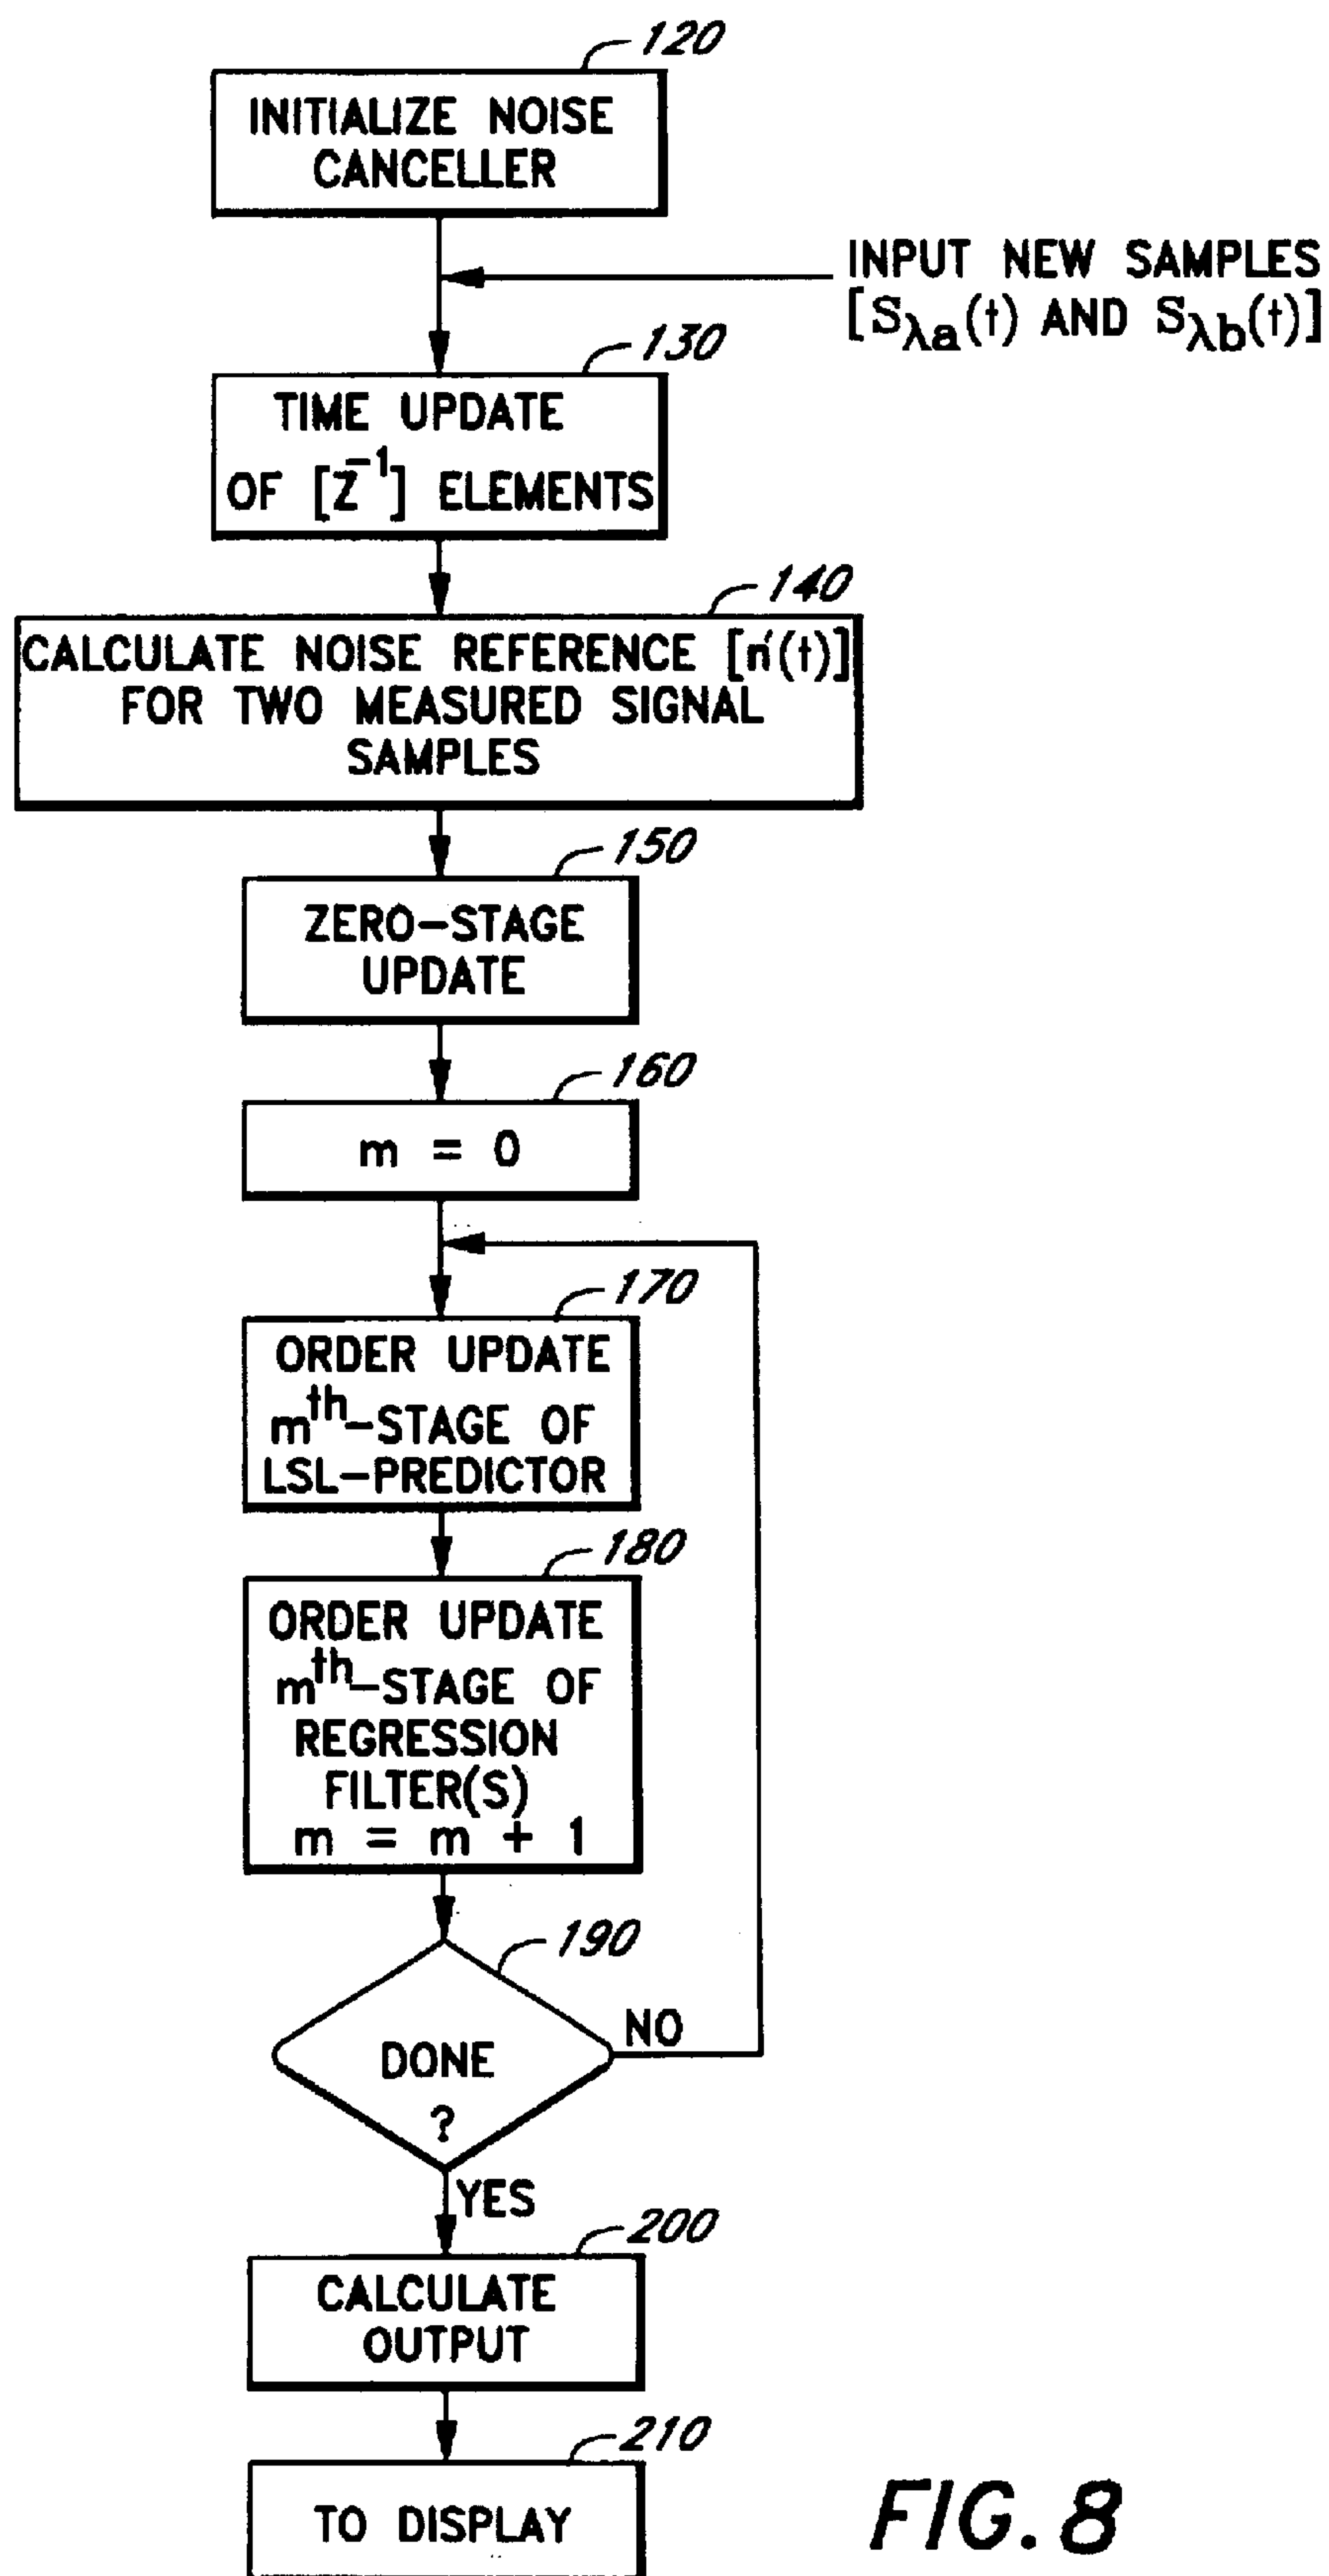 120
INITIALIZE NOISE
CANCELLER
INPUT NEW SAMPLES
[Sλa(t) AND Sλb(t)]
130
TIME UPDATE
OF [Z⁻¹] ELEMENTS
140
CALCULATE NOISE REFERENCE [n'(t)]
FOR TWO MEASURED SIGNAL
SAMPLES
150
ZERO-STAGE
UPDATE
160
m = 0
170
ORDER UPDATE
mth-STAGE OF
LSL-PREDICTOR
180
ORDER UPDATE
mth-STAGE OF
REGRESSION
FILTER(S)
m = m + 1
190
DONE
?
NO
YES
200
CALCULATE
OUTPUT
210
TO DISPLAY
FIG. 8